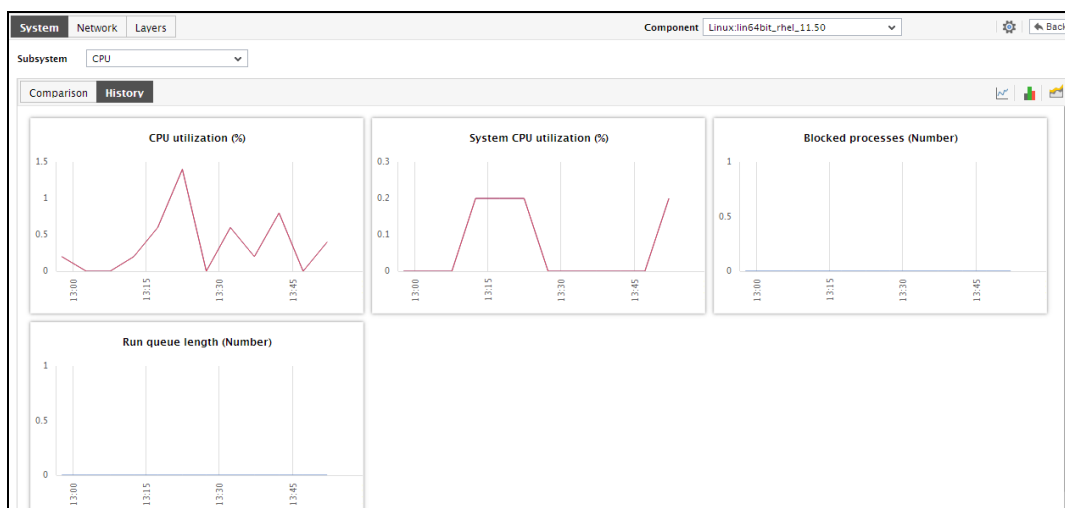 System Network Layers Component Linux:lin64bit_rhel_11.50 Back
Subsystem CPU
Comparison History
CPU utilization (%)
1.5
1
0.5
0
13:00 13:15 13:30 13:45
System CPU utilization (%)
0.3
0.2
0.1
0
13:00 13:15 13:30 13:45
Blocked processes (Number)
1
0.5
0
13:00 13:15 13:30 13:45
Run queue length (Number)
1
0.5
0
13:00 13:15 13:30 13:45